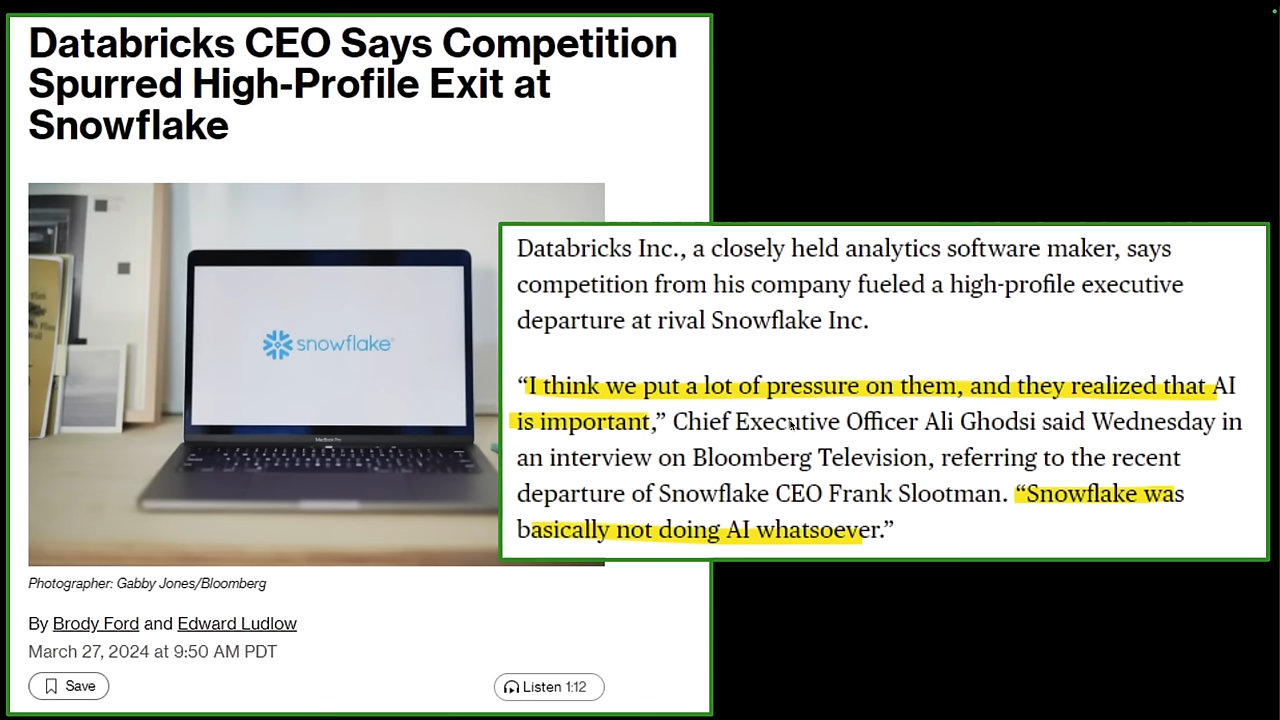 Databricks CEO Says Competition
Spurred High-Profile Exit at
Snowflake
snowflake
MacBook Pro
Databricks Inc., a closely held analytics software maker, says
competition from his company fueled a high-profile executive
departure at rival Snowflake Inc.
“I think we put a lot of pressure on them, and they realized that AI
is important,” Chief Executive Officer Ali Ghodsi said Wednesday in
an interview on Bloomberg Television, referring to the recent
departure of Snowflake CEO Frank Slootman. “Snowflake was
basically not doing AI whatsoever.”
Photographer: Gabby Jones/Bloomberg
By Brody Ford and Edward Ludlow
March 27, 2024 at 9:50 AM PDT
Save
Listen 1:12